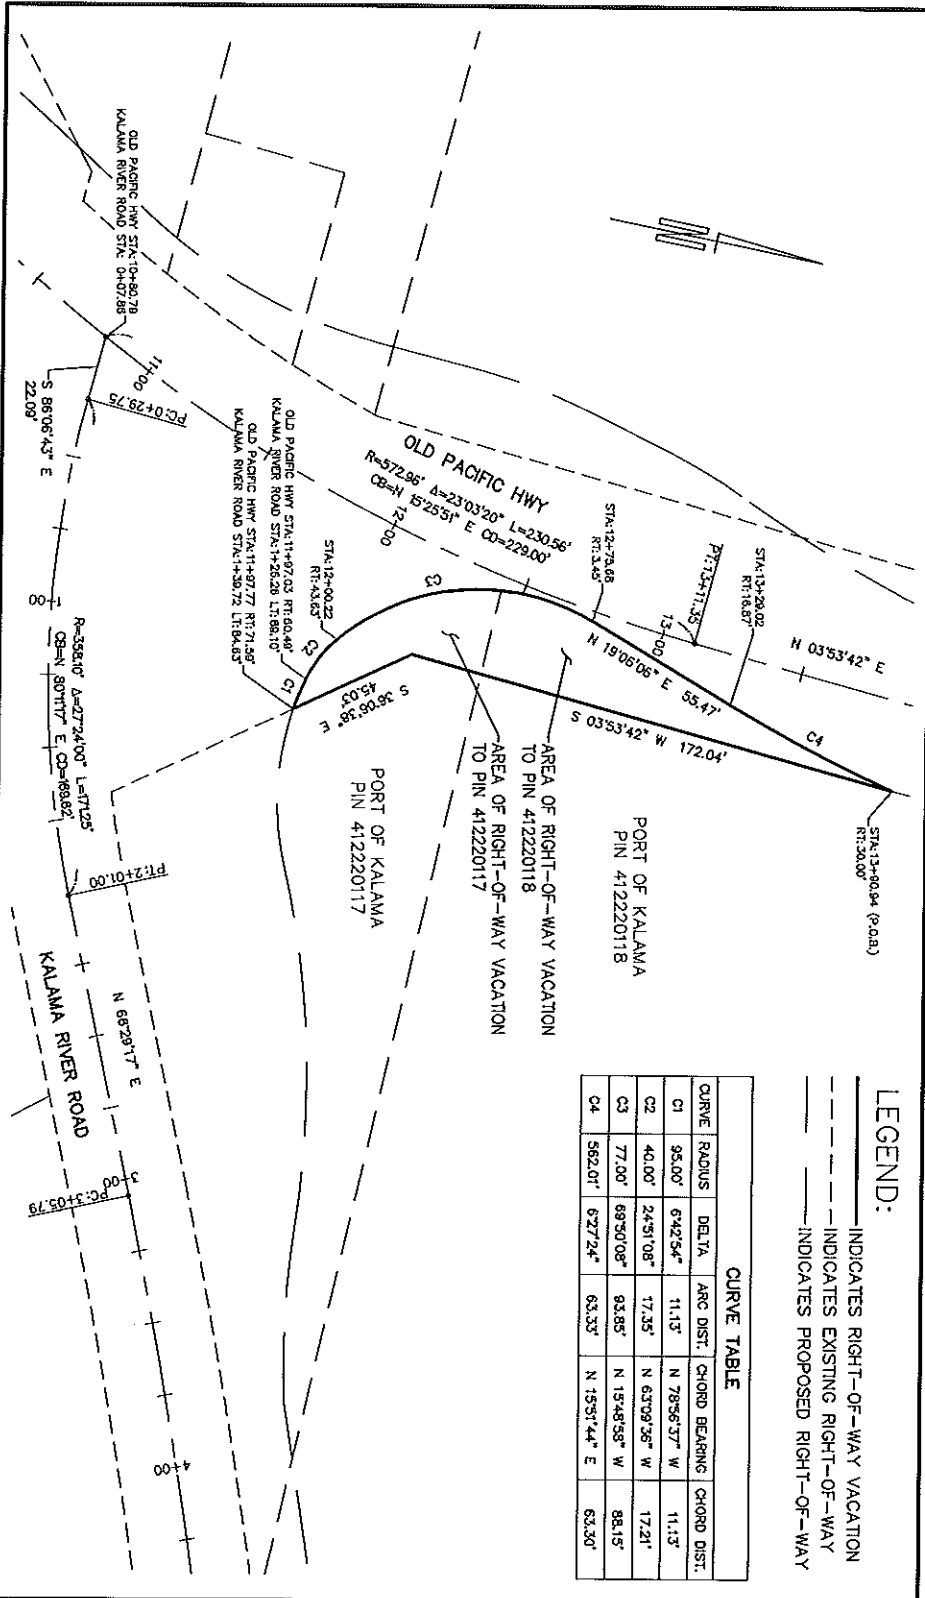 LEGEND:
INDICATES RIGHT-OF-WAY VACATION
INDICATES EXISTING RIGHT-OF-WAY
INDICATES PROPOSED RIGHT-OF-WAY
CURVE TABLE
CURVE RADIUS DELTA ARC DIST. CHORD BEARING CHORD DIST.
C1 95.00' 6°42'54" 11.13' N 78°56'37" W 11.13'
C2 40.00' 24°51'08" 17.35' N 63°09'36" W 17.21'
C3 77.00' 69°50'08" 93.85' N 15°48'58" W 88.15'
C4 562.01' 6°27'24" 63.33' N 15°51'44" E 63.30'
STA:13+90.94 (P.O.B.)
RT:30.00'
N 03°53'42" E
C4
STA:13+29.02
RT:16.87'
PT:13+11.35
13+00
N 19°06'06" E 55.47'
S 03°53'42" W 172.04'
STA:12+75.68
RT:3.45'
PORT OF KALAMA
PIN 412220118
AREA OF RIGHT-OF-WAY VACATION
TO PIN 412220118
AREA OF RIGHT-OF-WAY VACATION
TO PIN 412220117
PORT OF KALAMA
PIN 412220117
OLD PACIFIC HWY
R=572.96' Δ=23°03'20" L=230.56'
CB=N 15°25'51" E CD=229.00'
12+00
C3
STA:12+00.22
RT:43.63'
C2
C1
S 36°06'38" E
45.03'
OLD PACIFIC HWY STA:11+97.03 RT:60.49'
KALAMA RIVER ROAD STA:1+26.26 LT:89.10'
OLD PACIFIC HWY STA:11+97.77 RT:71.59'
KALAMA RIVER ROAD STA:1+39.72 LT:84.63'
11+00
OLD PACIFIC HWY STA:10+80.79
KALAMA RIVER ROAD STA: 0+07.86
PC:0+29.75
S 86°06'43" E
22.09'
1+00
R=358.10' Δ=27°24'00" L=171.25'
CB=N 80°11'17" E CD=169.62'
PT:2+01.00
N 66°29'17" E
KALAMA RIVER ROAD
3+00
PC:3+05.79
4+00